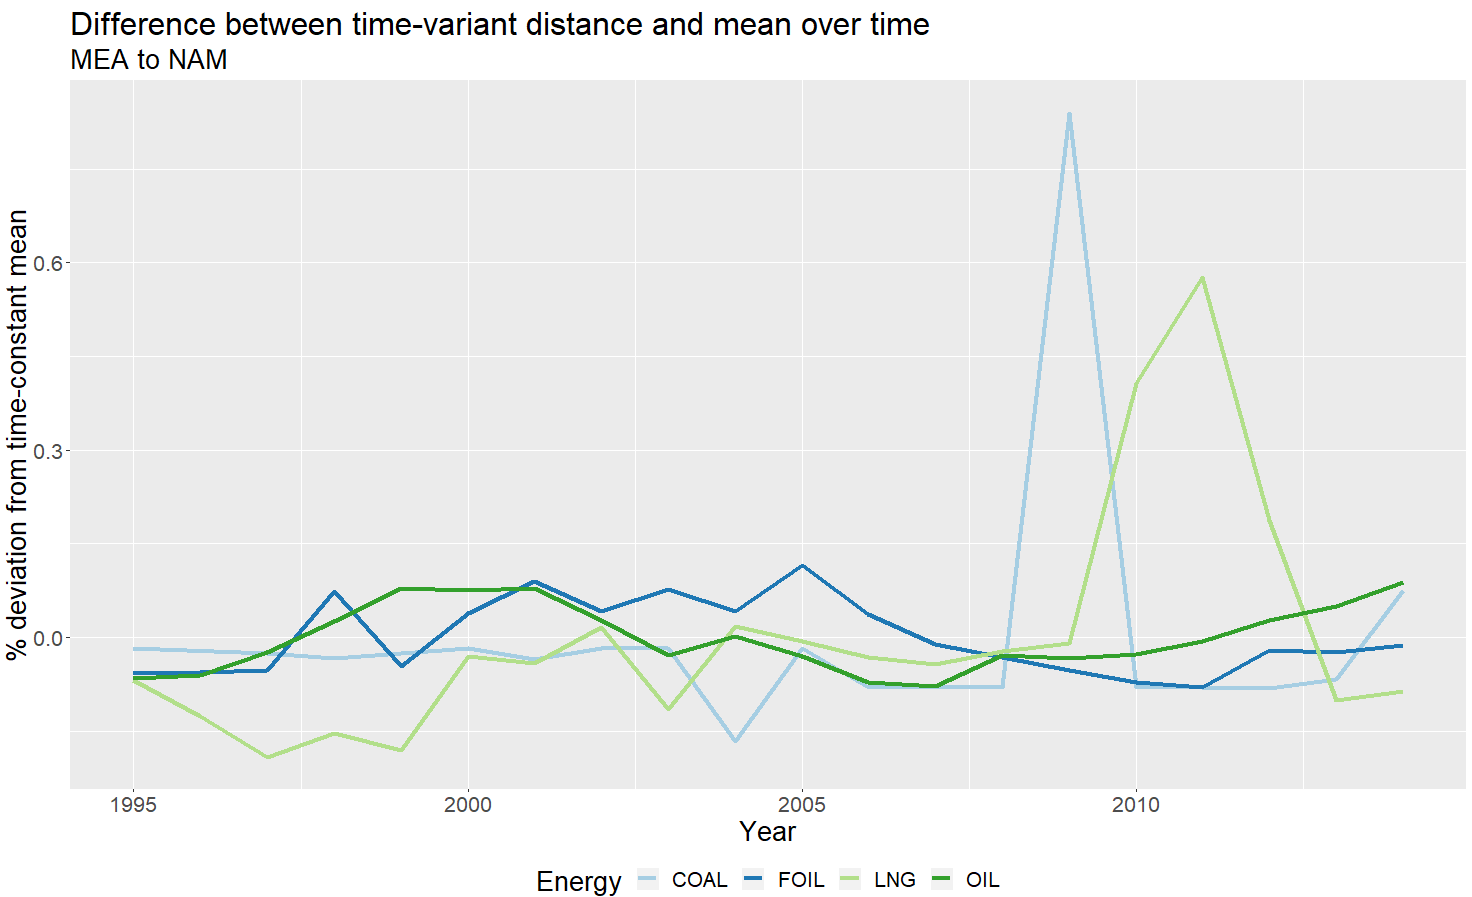 Difference between time-variant distance and mean over time
MEA to NAM
% deviation from time-constant mean
0.6
0.3
0.0
1995 2000 2005 2010
Year
Energy COAL FOIL LNG OIL